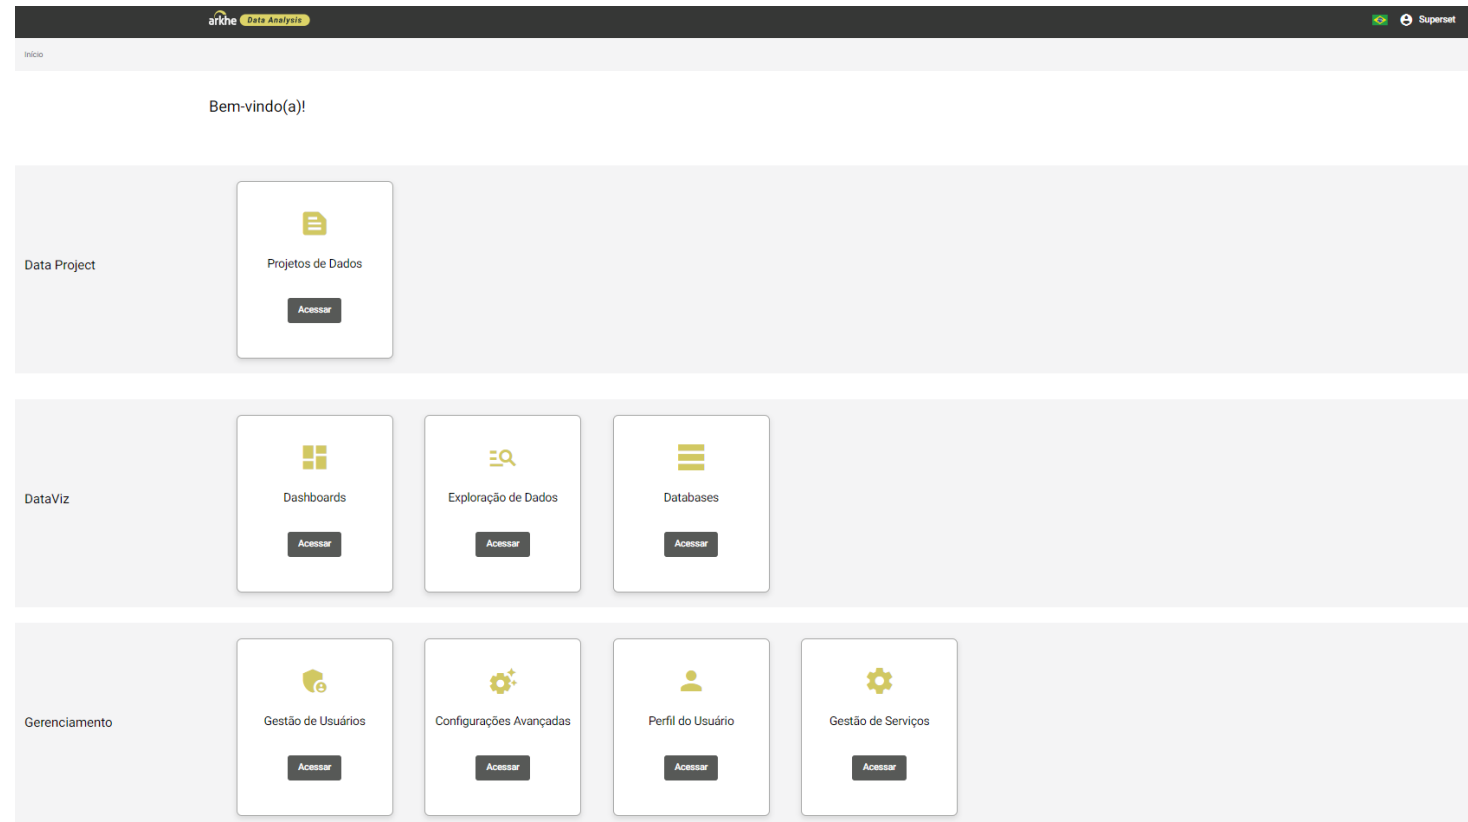 arkhe Data Analysis
Superset
Início
Bem-vindo(a)!
Data Project
Projetos de Dados
Acessar
DataViz
Dashboards
Acessar
Exploração de Dados
Acessar
Databases
Acessar
Gerenciamento
Gestão de Usuários
Acessar
Configurações Avançadas
Acessar
Perfil do Usuário
Acessar
Gestão de Serviços
Acessar